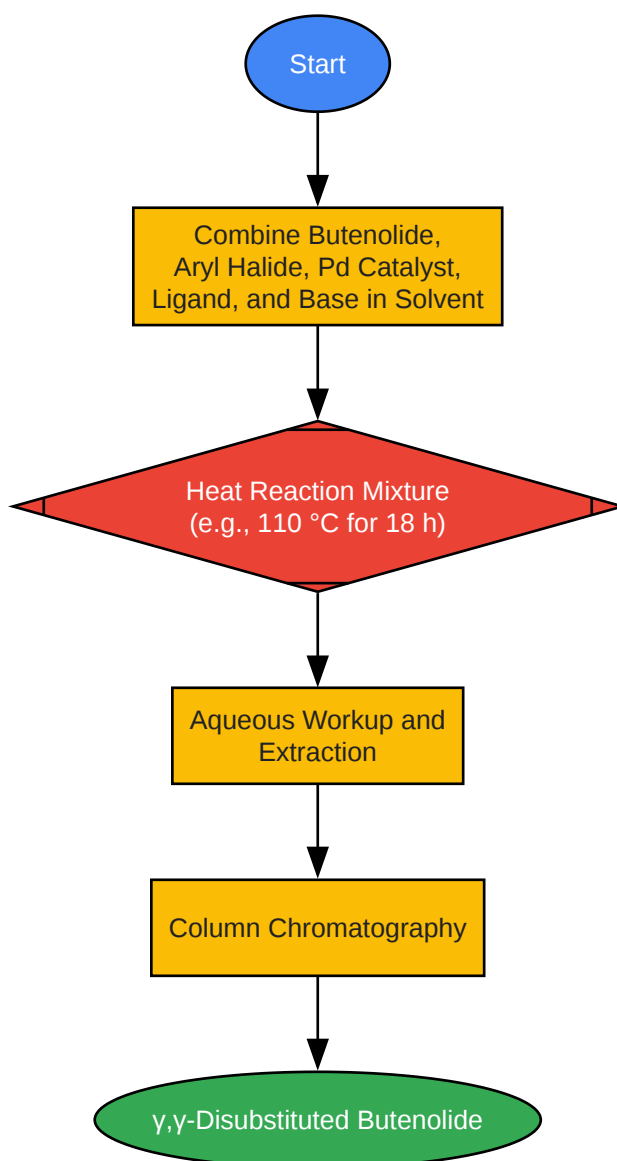 Start
Combine Butenolide,
Aryl Halide, Pd Catalyst,
Ligand, and Base in Solvent
Heat Reaction Mixture
(e.g., 110 °C for 18 h)
Aqueous Workup and
Extraction
Column Chromatography
γ,γ-Disubstituted Butenolide